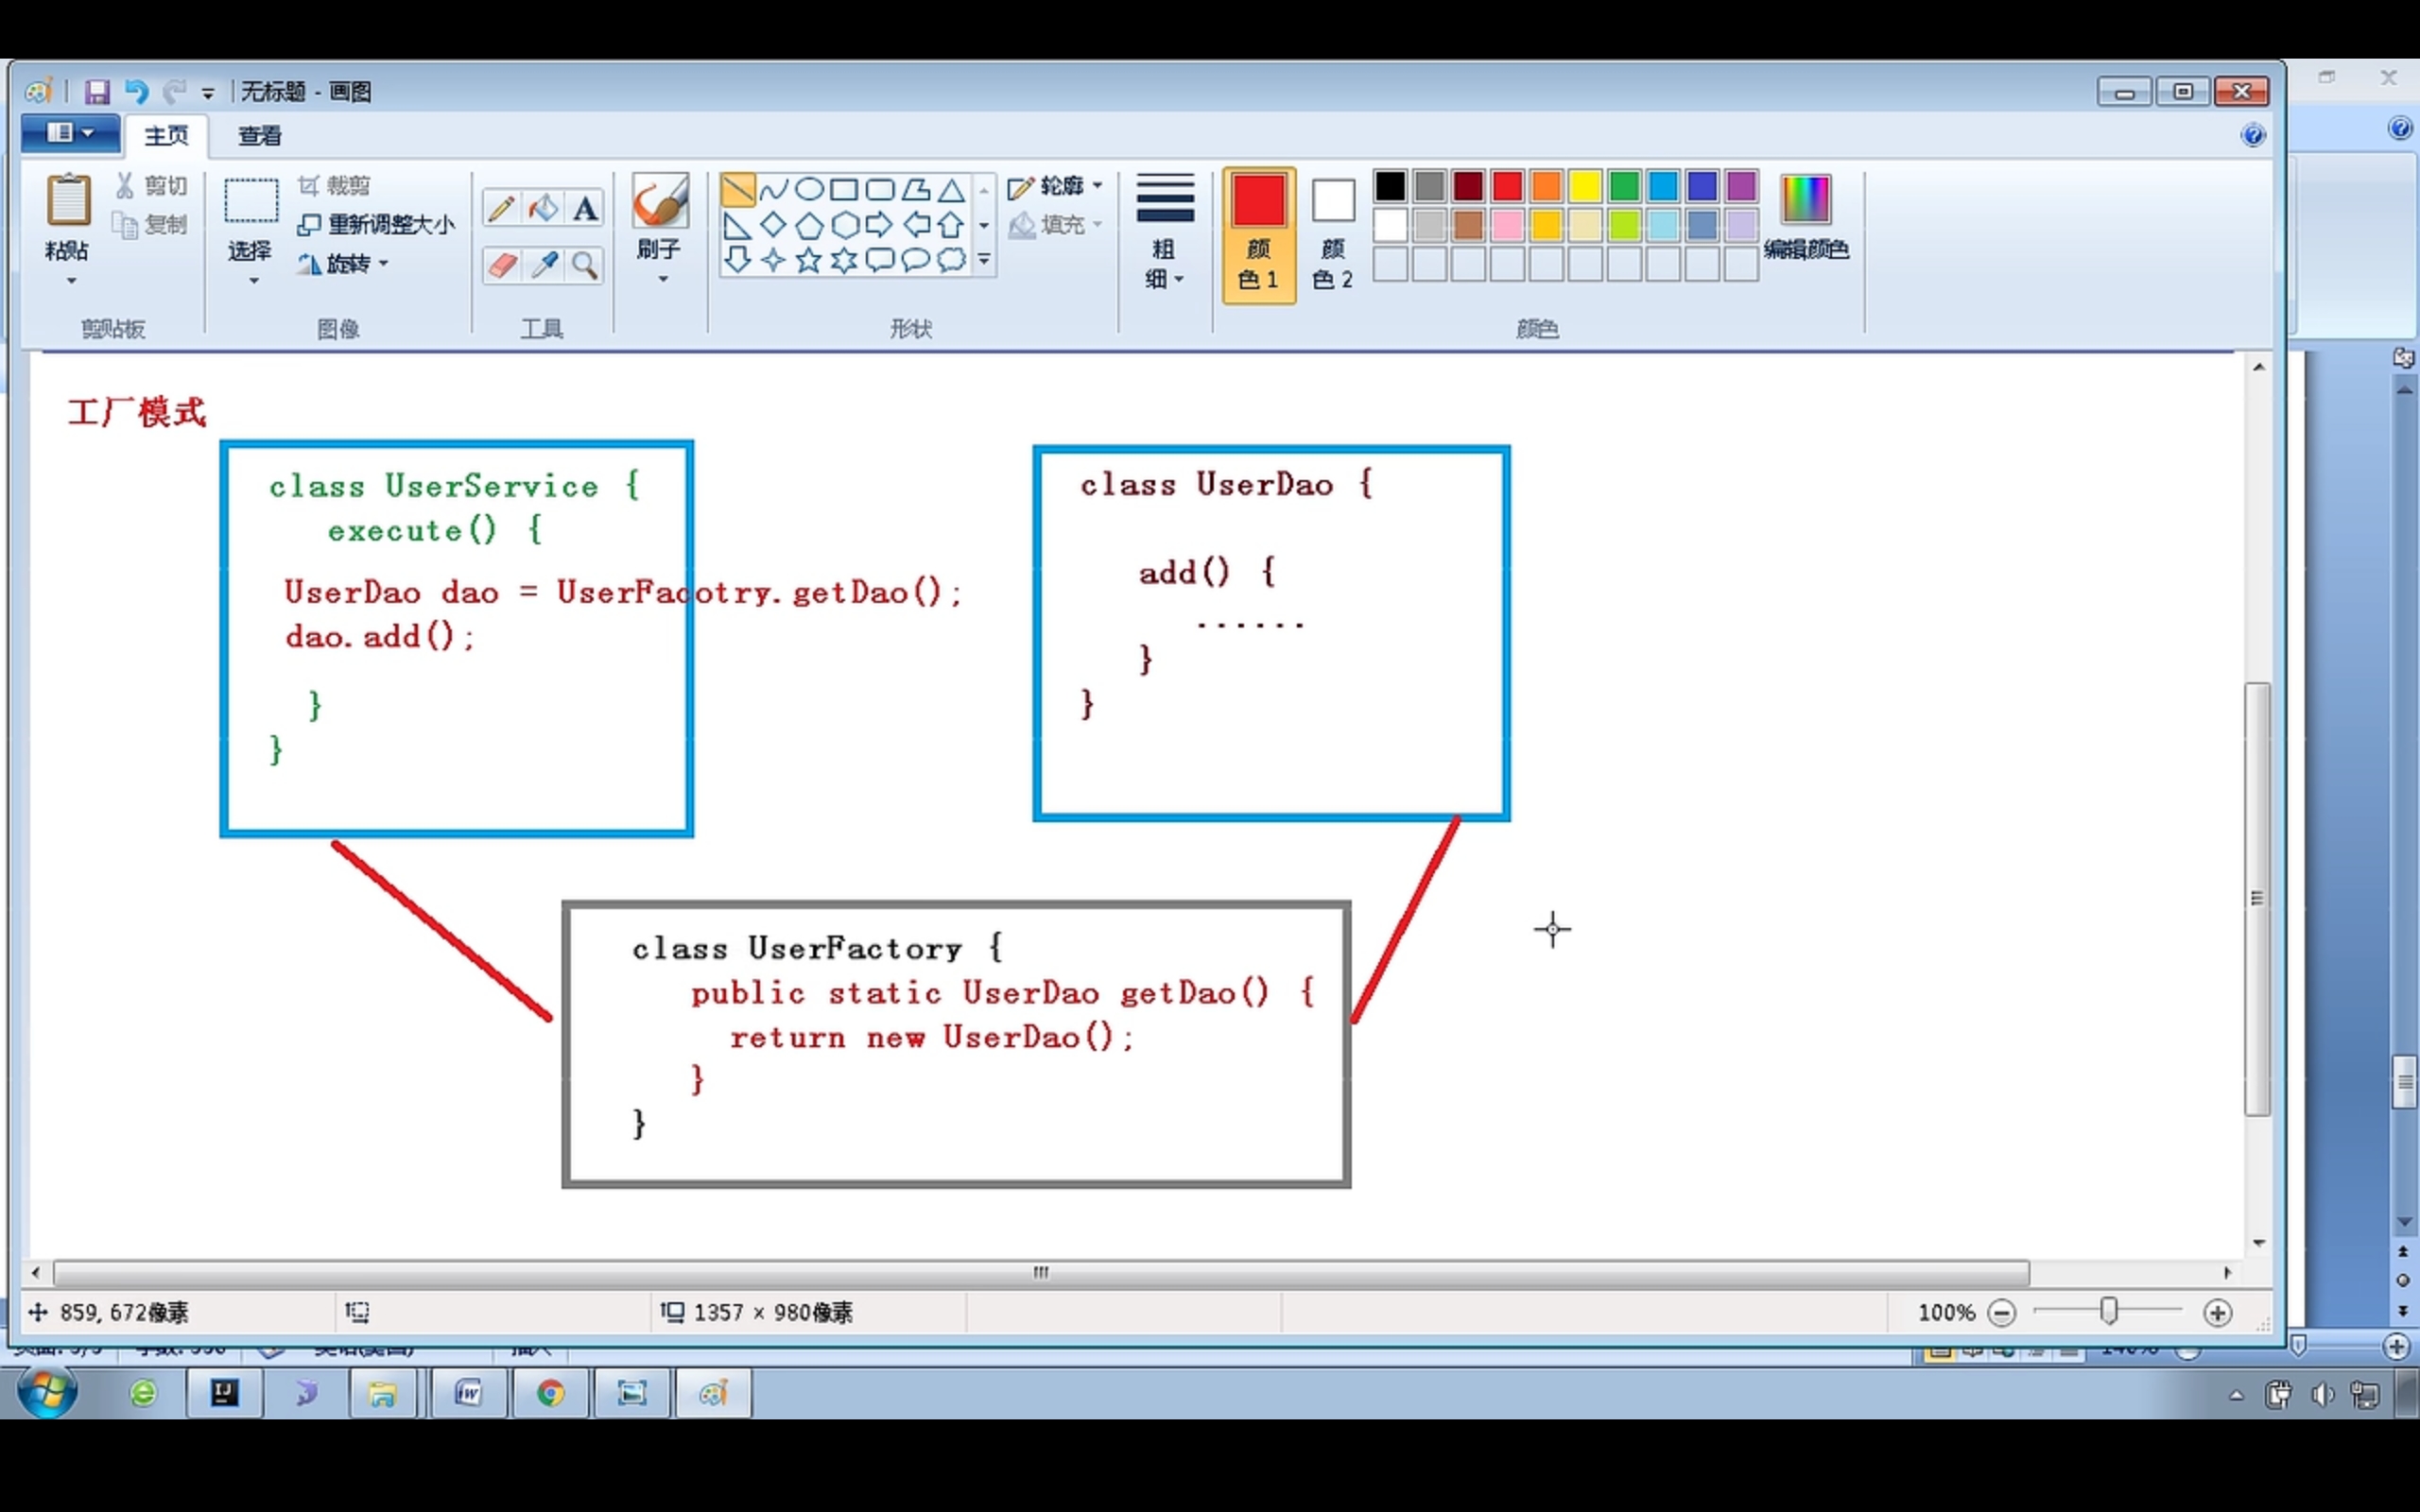 无标题 - 画图
主页
查看
粘贴
剪切
复制
剪贴板
选择
裁剪
重新调整大小
旋转
图像
A
工具
刷子
轮廓
填充
形状
粗
细
颜
色 1
颜
色 2
编辑颜色
颜色
工厂模式
class UserService {
execute() {
UserDao dao = UserFacotry.getDao();
dao.add();
}
}
class UserDao {
add() {
......
}
}
class UserFactory {
public static UserDao getDao() {
return new UserDao();
}
}
859, 672像素
1357 × 980像素
100%